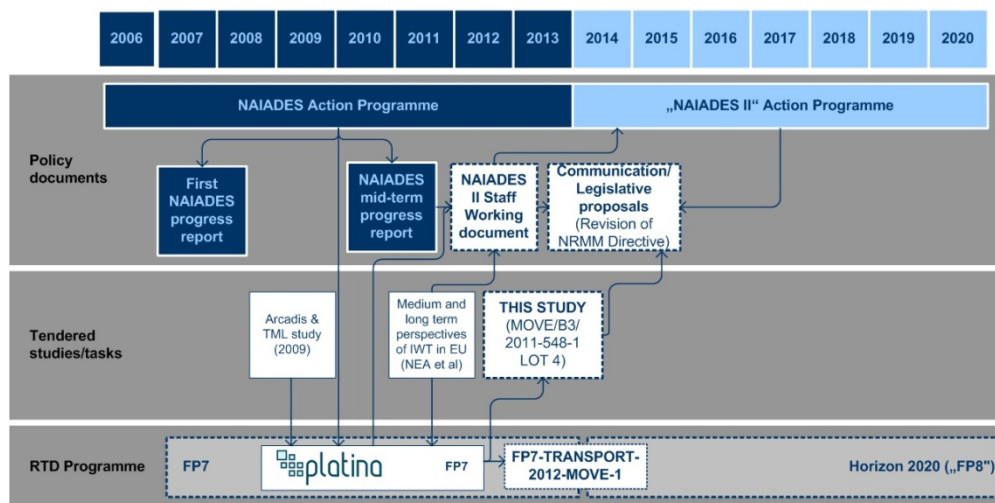 2006 2007 2008 2009 2010 2011 2012 2013 2014 2015 2016 2017 2018 2019 2020
NAIADES Action Programme
„NAIADES II“ Action Programme
Policy
documents
First
NAIADES
progress
report
NAIADES
mid-term
progress
report
NAIADES
II Staff
Working
document
Communication/
Legislative
proposals
(Revision of
NRMM Directive)
Tendered
studies/tasks
Arcadis &
TML study
(2009)
Medium and
long term
perspectives
of IWT in EU
(NEA et al)
THIS STUDY
(MOVE/B3/
2011-548-1
LOT 4)
RTD Programme
FP7
platina
FP7
FP7-TRANSPORT-
2012-MOVE-1
Horizon 2020 („FP8")